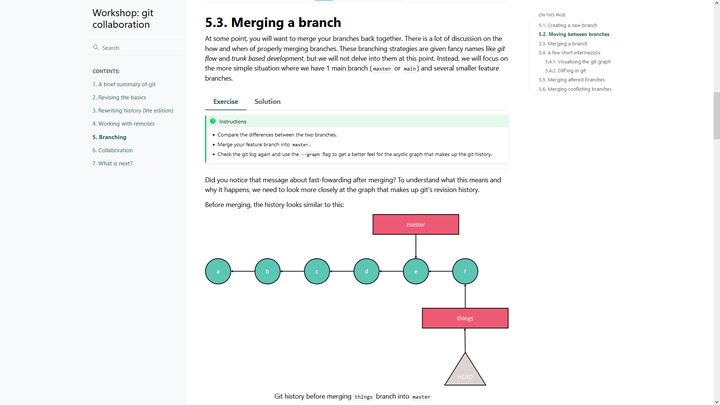 Workshop: git
collaboration
Search
CONTENTS:
1. A brief summary of git
2. Revising the basics
3. Rewriting history (lite edition)
4. Working with remotes
5. Branching
6. Collaboration
7. What is next?
5.3. Merging a branch
At some point, you will want to merge your branches back together. There is a lot of discussion on the
how and when of properly merging branches. These branching strategies are given fancy names like git
flow and trunk based development, but we will not delve into them at this point. Instead, we will focus on
the more simple situation where we have 1 main branch (master or main) and several smaller feature
branches.
Exercise Solution
Instructions
• Compare the differences between the two branches.
• Merge your feature branch into master.
• Check the git log again and use the --graph flag to get a better feel for the acydic graph that makes up the git history.
Did you notice that message about fast-fowarding after merging? To understand what this means and
why it happens, we need to look more closely at the graph that makes up git's revision history.
Before merging, the history looks similar to this:
master
a b c d e f
things
HEAD
Git history before merging things branch into master
ON THIS PAGE
5.1. Creating a new branch
5.2. Moving between branches
5.3. Merging a branch
5.4. A few short intermezzos
5.4.1. Visualising the git graph
5.4.2. Diff'ing in git
5.5. Merging altered branches
5.6. Merging conflicting branches